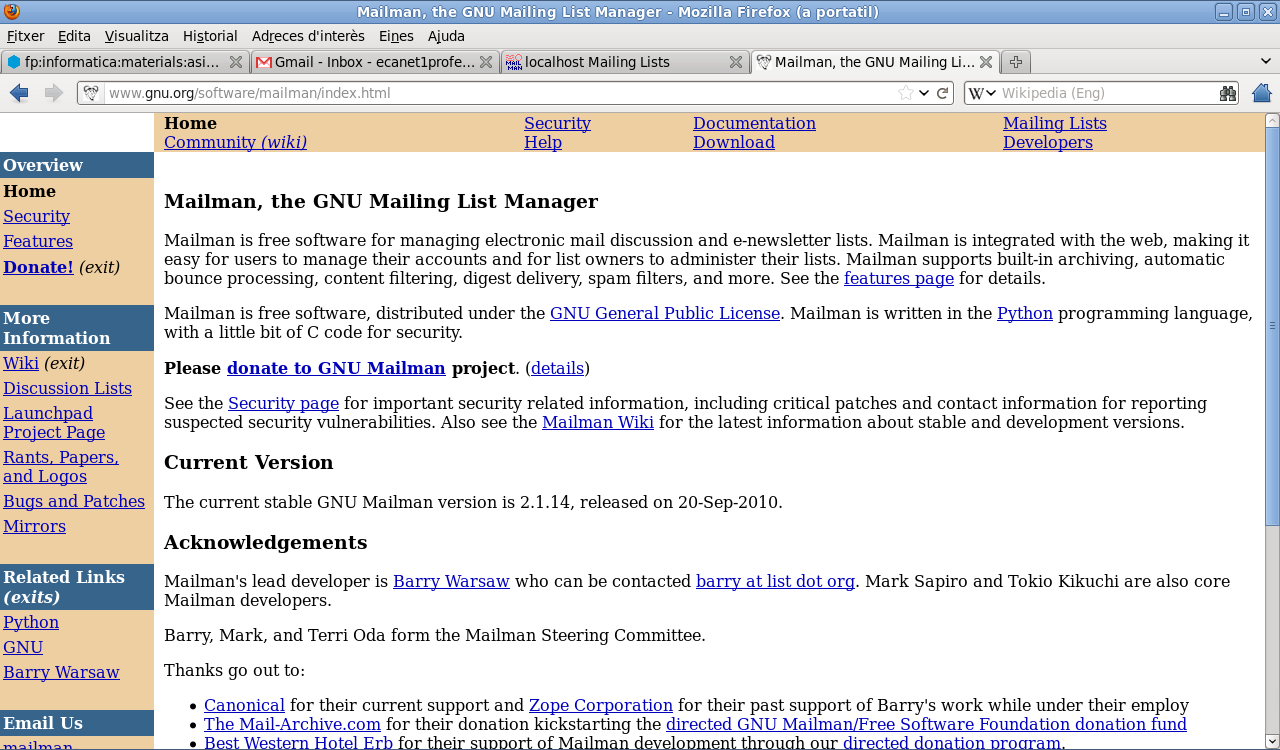 Mailman, the GNU Mailing List Manager - Mozilla Firefox (a portatil)
Fitxer Edita Visualitza Historial Adreces d'interès Eines Ajuda
fp:informatica:materials:asi... Gmail - Inbox - ecanet1profe... localhost Mailing Lists Mailman, the GNU Mailing Li...
www.gnu.org/software/mailman/index.html W Wikipedia (Eng)
Home Security Documentation Mailing Lists
Community (wiki) Help Download Developers
Overview
Home
Security
Features
Donate! (exit)
More
Information
Wiki (exit)
Discussion Lists
Launchpad
Project Page
Rants, Papers,
and Logos
Bugs and Patches
Mirrors
Related Links
(exits)
Python
GNU
Barry Warsaw
Email Us
mailman
Mailman, the GNU Mailing List Manager
Mailman is free software for managing electronic mail discussion and e-newsletter lists. Mailman is integrated with the web, making it
easy for users to manage their accounts and for list owners to administer their lists. Mailman supports built-in archiving, automatic
bounce processing, content filtering, digest delivery, spam filters, and more. See the features page for details.
Mailman is free software, distributed under the GNU General Public License. Mailman is written in the Python programming language,
with a little bit of C code for security.
Please donate to GNU Mailman project. (details)
See the Security page for important security related information, including critical patches and contact information for reporting
suspected security vulnerabilities. Also see the Mailman Wiki for the latest information about stable and development versions.
Current Version
The current stable GNU Mailman version is 2.1.14, released on 20-Sep-2010.
Acknowledgements
Mailman's lead developer is Barry Warsaw who can be contacted barry at list dot org. Mark Sapiro and Tokio Kikuchi are also core
Mailman developers.
Barry, Mark, and Terri Oda form the Mailman Steering Committee.
Thanks go out to:
• Canonical for their current support and Zope Corporation for their past support of Barry's work while under their employ
• The Mail-Archive.com for their donation kickstarting the directed GNU Mailman/Free Software Foundation donation fund
• Best Western Hotel Erb for their support of Mailman development through our directed donation program.